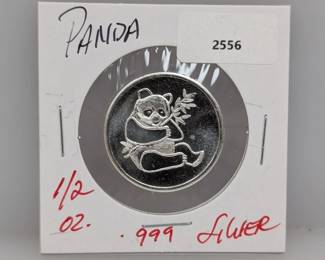 PANDA
2556
1/2
oz.
.999 SILVER